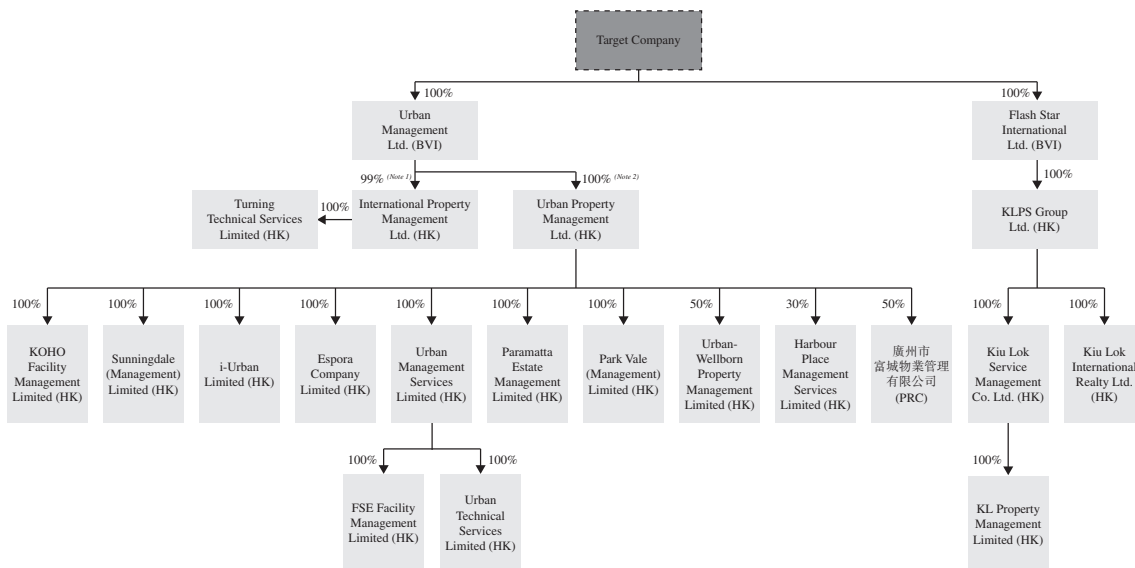 Target Company
100%
100%
Urban
Management
Ltd. (BVI)
Flash Star
International
Ltd. (BVI)
99% (Note 1)
100% (Note 2)
100%
Turning
Technical Services
Limited (HK)
100%
International Property
Management
Ltd. (HK)
Urban Property
Management
Ltd. (HK)
KLPS Group
Ltd. (HK)
100%
100%
100%
100%
100%
100%
100%
50%
30%
50%
100%
100%
KOHO
Facility
Management
Limited (HK)
Sunningdale
(Management)
Limited (HK)
i-Urban
Limited (HK)
Espora
Company
Limited (HK)
Urban
Management
Services
Limited (HK)
Paramatta
Estate
Management
Limited (HK)
Park Vale
(Management)
Limited (HK)
Urban-
Wellborn
Property
Management
Limited (HK)
Harbour
Place
Management
Services
Limited (HK)
廣州市
富城物業管理
有限公司
(PRC)
Kiu Lok
Service
Management
Co. Ltd. (HK)
Kiu Lok
International
Realty Ltd.
(HK)
100%
100%
100%
FSE Facility
Management
Limited (HK)
Urban
Technical
Services
Limited (HK)
KL Property
Management
Limited (HK)